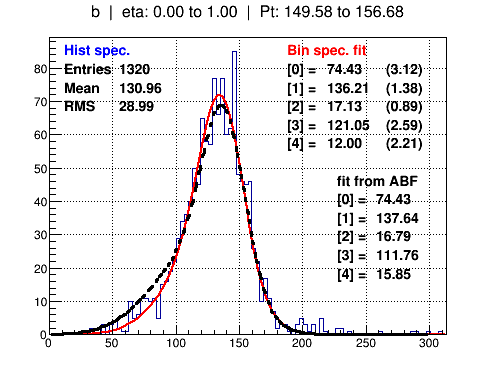 b | eta: 0.00 to 1.00 | Pt: 149.58 to 156.68
Hist spec.
Entries 1320
Mean 130.96
RMS 28.99
Bin spec. fit
[0] = 74.43 (3.12)
[1] = 136.21 (1.38)
[2] = 17.13 (0.89)
[3] = 121.05 (2.59)
[4] = 12.00 (2.21)
fit from ABF
[0] = 74.43
[1] = 137.64
[2] = 16.79
[3] = 111.76
[4] = 15.85
80
70
60
50
40
30
20
10
0
0 50 100 150 200 250 300